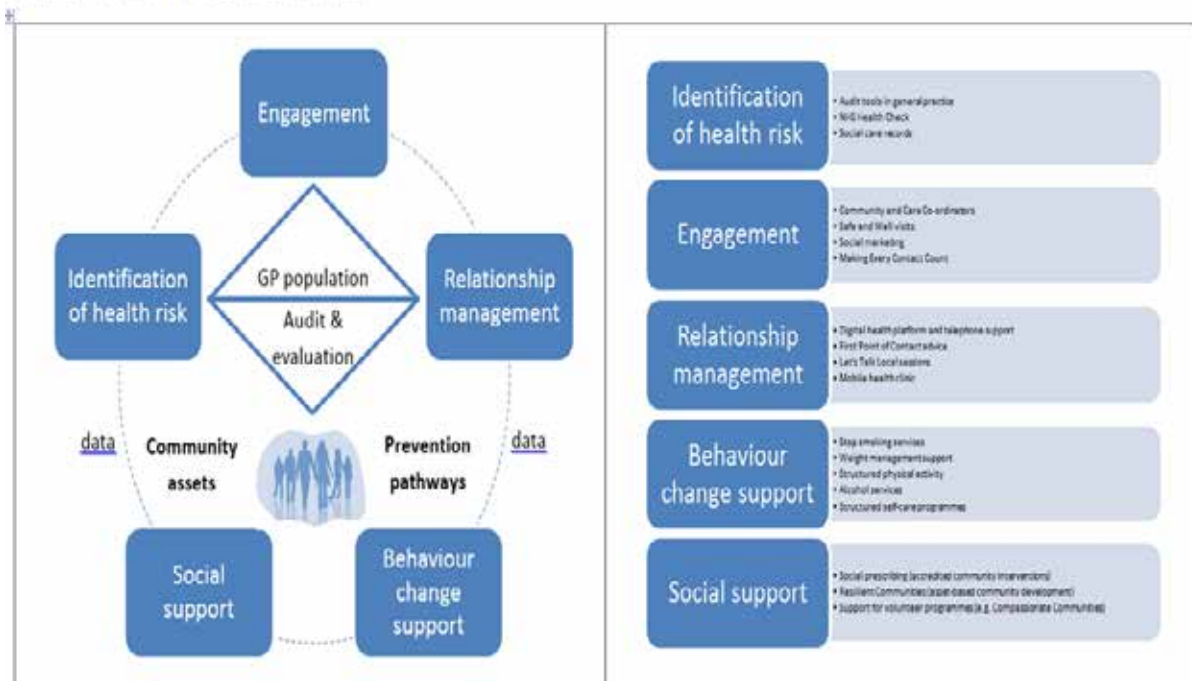 Engagement
Identification
of health risk
GP population
Audit &
evaluation
Relationship
management
data
Community
assets
Prevention
pathways
data
Social
support
Behaviour
change
support
Identification
of health risk
• Audit tools in general practice
• NHS Health Check
• Social care records
Engagement
• Community and Care Co-ordinators
• Safe and Well visits
• Social marketing
• Making Every Contact Count
Relationship
management
• Digital health platform and telephone support
• First Point of Contact advice
• Let's Talk Local sessions
• Mobile health clinic
Behaviour
change support
• Stop smoking services
• Weight management support
• Structured physical activity
• Alcohol services
• Structured self-care programmes
Social support
• Social prescribing (accredited community interventions)
• Resilient Communities (asset-based community development)
• Support for volunteer programmes (e.g. Compassionate Communities)